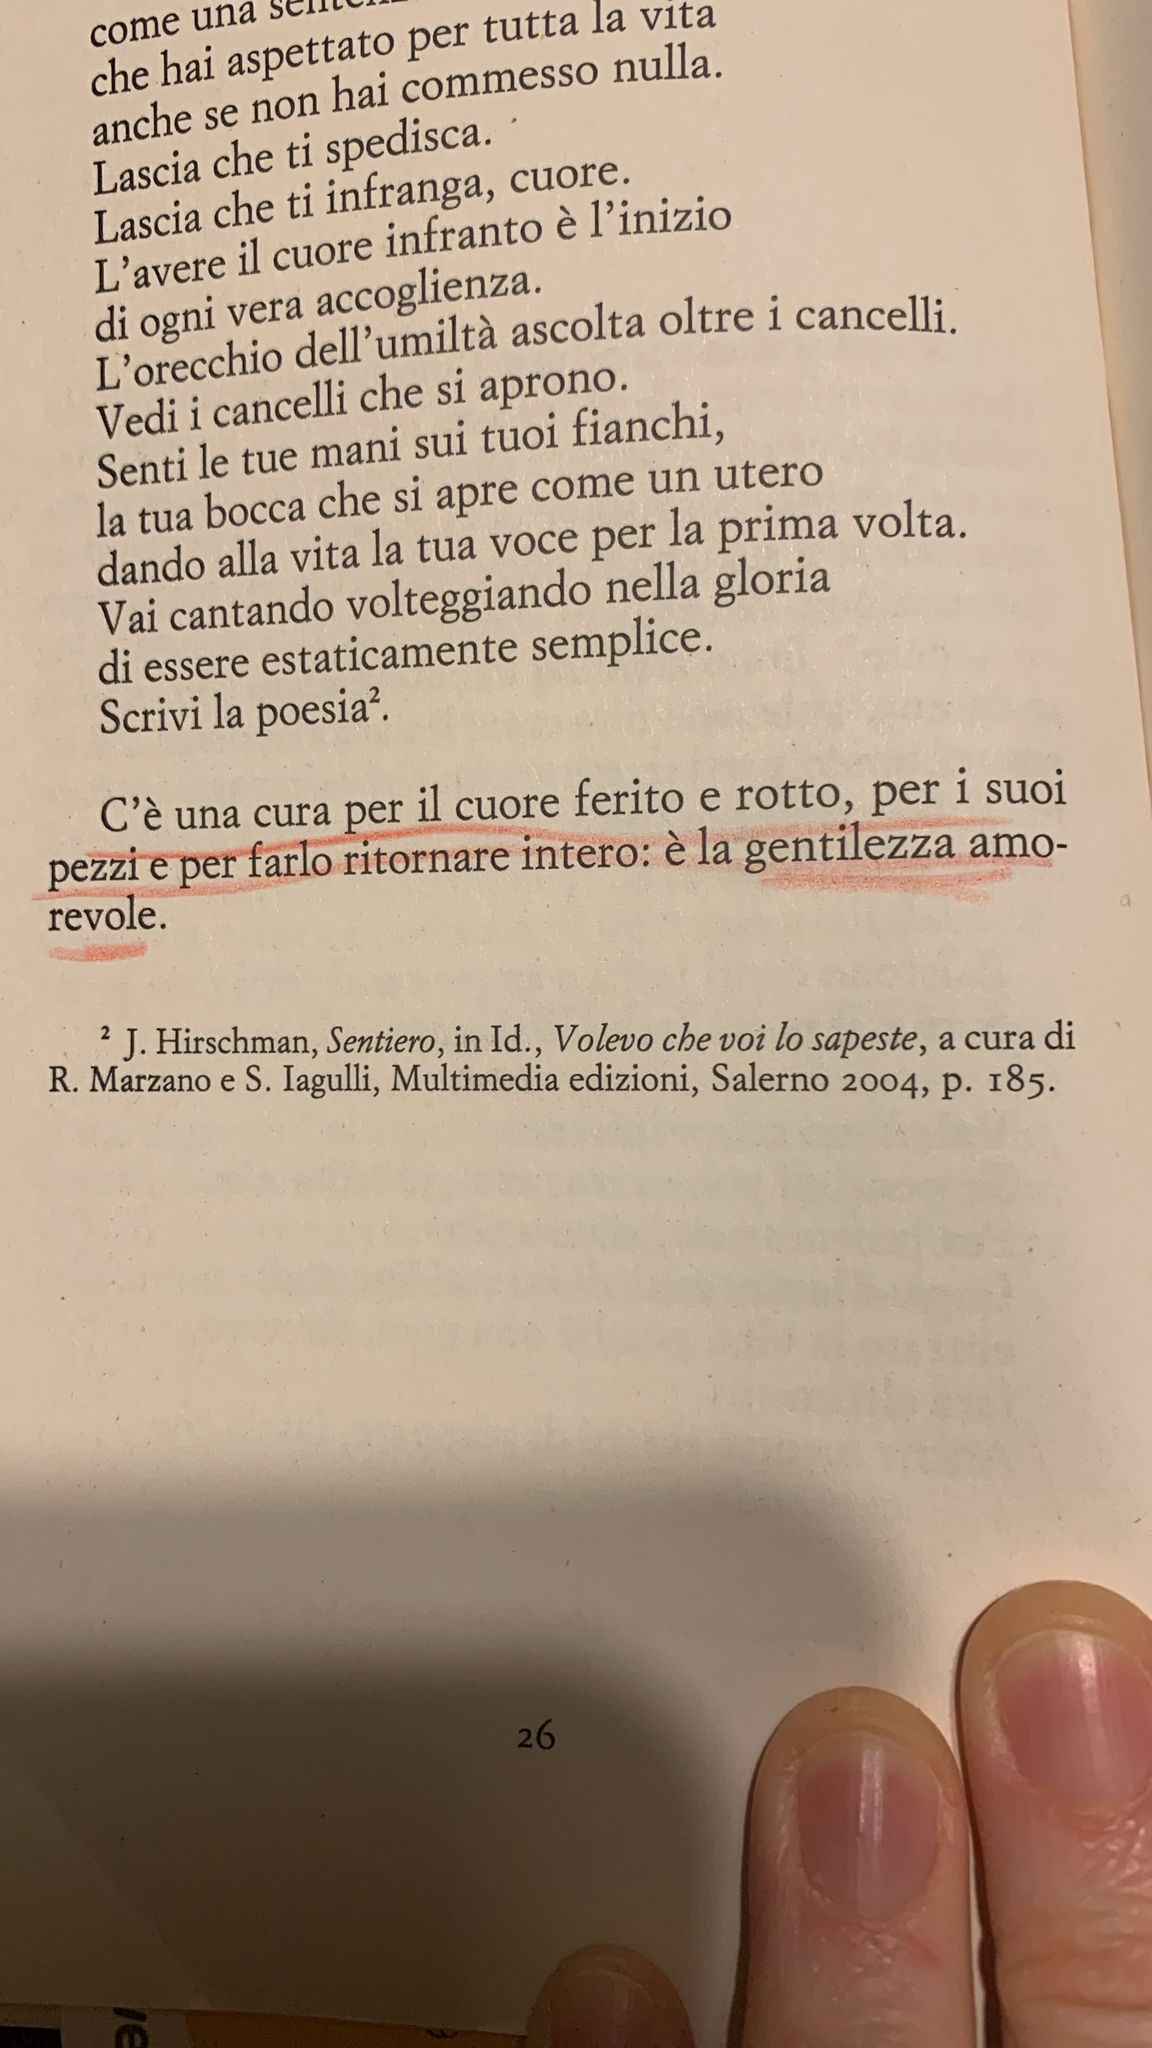 come una
che hai aspettato per tutta la vita
anche se non hai commesso nulla.
Lascia che ti spedisca.
Lascia che ti infranga, cuore.
L’avere il cuore infranto è l’inizio
di ogni vera accoglienza.
L’orecchio dell’umiltà ascolta oltre i cancelli.
Vedi i cancelli che si aprono.
Senti le tue mani sui tuoi fianchi,
la tua bocca che si apre come un utero
dando alla vita la tua voce per la prima volta.
Vai cantando volteggiando nella gloria
di essere estaticamente semplice.
Scrivi la poesia².
C’è una cura per il cuore ferito e rotto, per i suoi
pezzi e per farlo ritornare intero: è la gentilezza amo-
revole.
² J. Hirschman, Sentiero, in Id., Volevo che voi lo sapeste, a cura di
R. Marzano e S. Iagulli, Multimedia edizioni, Salerno 2004, p. 185.
26